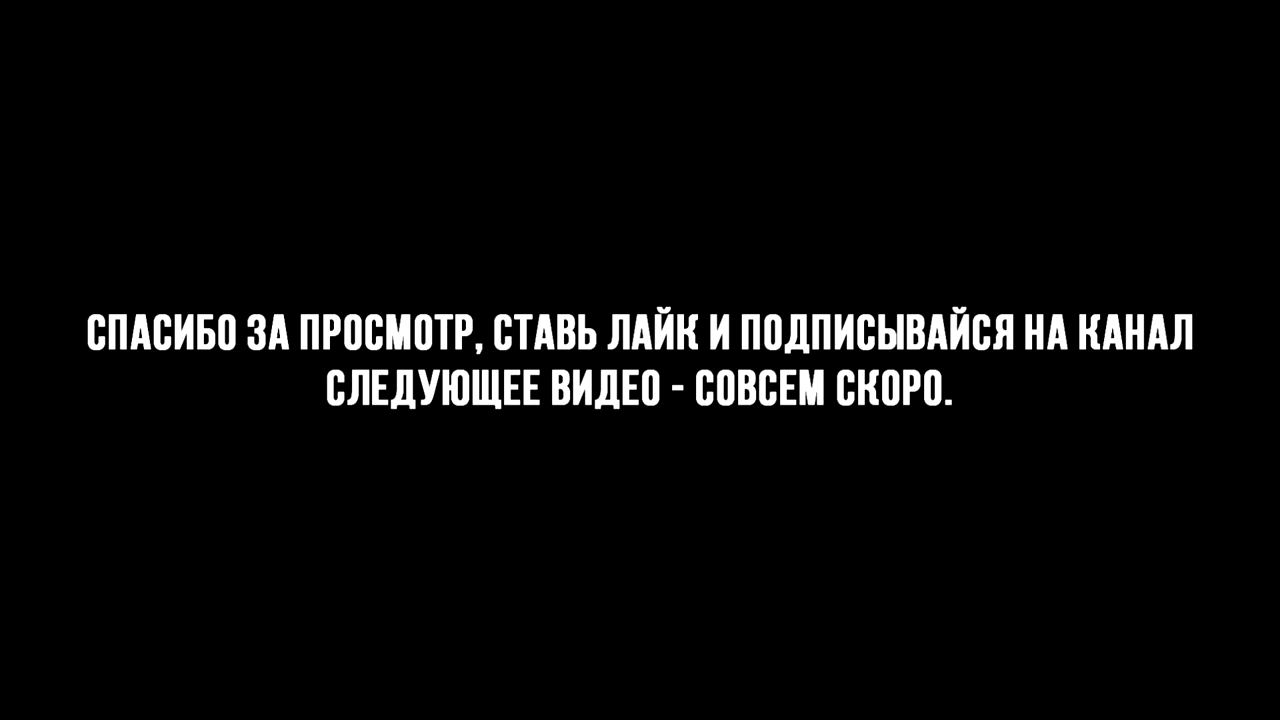 СПАСИБО ЗА ПРОСМОТР, СТАВЬ ЛАЙК И ПОДПИСЫВАЙСЯ НА КАНАЛ
СЛЕДУЮЩЕЕ ВИДЕО - СОВСЕМ СКОРО.